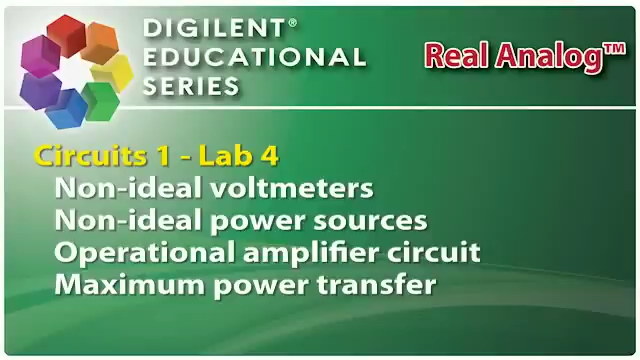 DIGILENT®
EDUCATIONAL
SERIES
Real Analog™
Circuits 1 - Lab 4
Non-ideal voltmeters
Non-ideal power sources
Operational amplifier circuit
Maximum power transfer